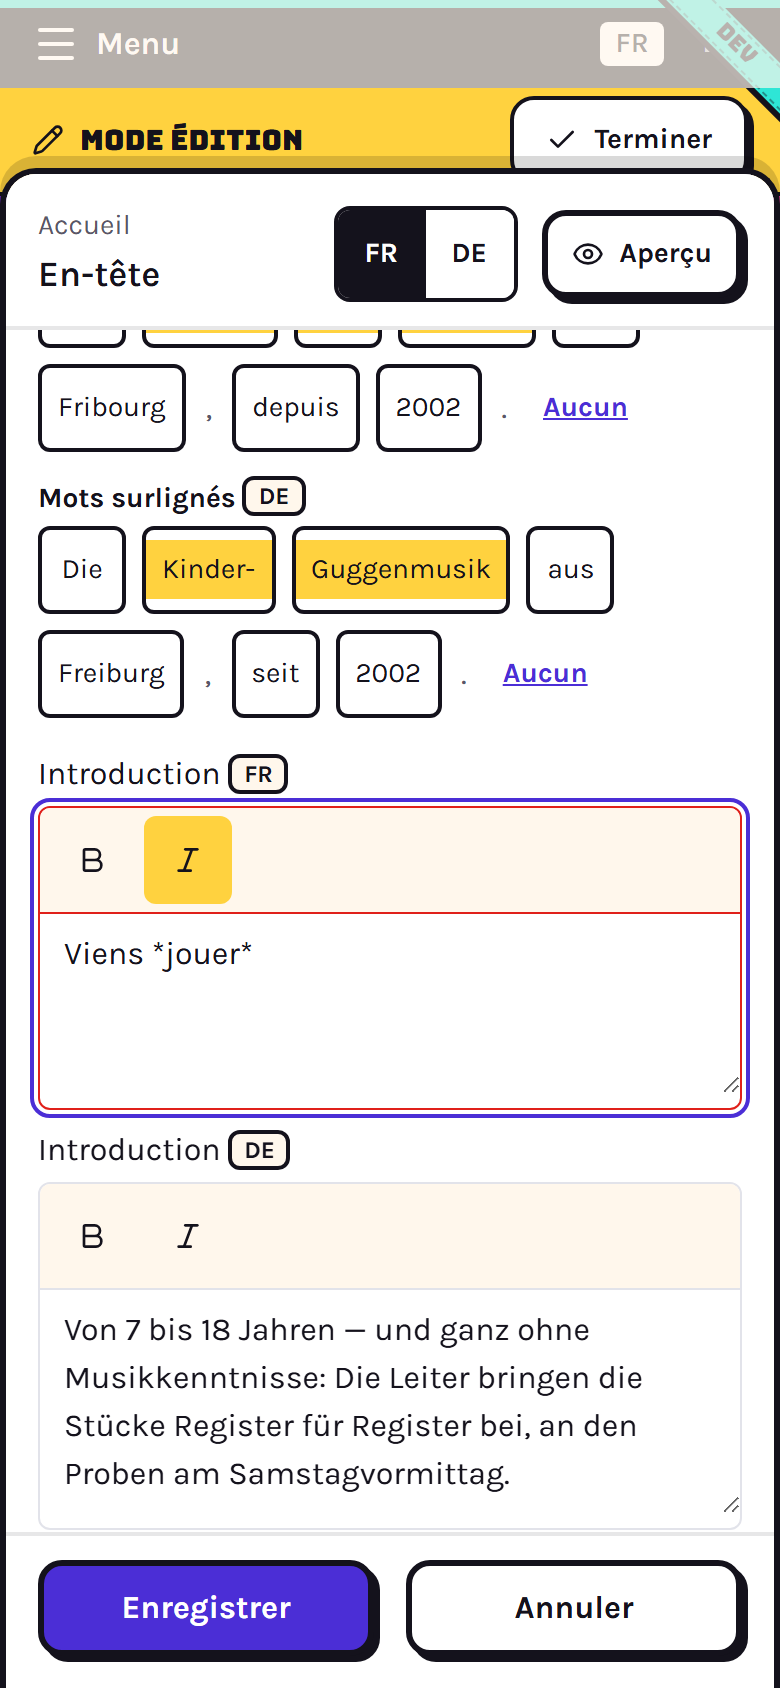 Menu
FR
DEV
MODE ÉDITION
Terminer
Accueil
En-tête
FR
DE
Aperçu
Fribourg , depuis 2002 . Aucun
Mots surlignés DE
Die Kinder- Guggenmusik aus
Freiburg , seit 2002 . Aucun
Introduction FR
B I
Viens *jouer*
Introduction DE
B I
Von 7 bis 18 Jahren — und ganz ohne
Musikkenntnisse: Die Leiter bringen die
Stücke Register für Register bei, an den
Proben am Samstagvormittag.
Enregistrer
Annuler